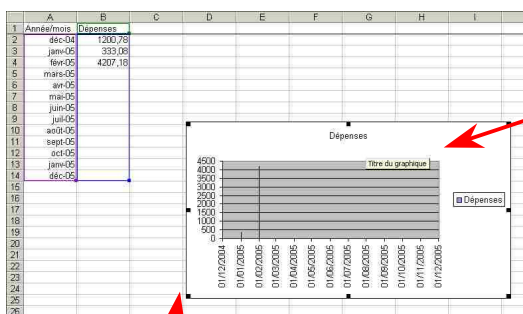 A B C D E F G H I
1 Année/mois Dépenses
2 déc-04 1200,78
3 janv-05 333,08
4 févr-05 4207,18
5 mars-05
6 avr-05
7 mai-05
8 juin-05
9 juil-05
10 août-05
11 sept-05
12 oct-05
13 janv-05
14 déc-05
15
16
17
18
19
20
21
22
23
24
25
26
Dépenses
Titre du graphique
4500
4000
3500
3000
2500
2000
1500
1000
500
0
Dépenses
01/12/2004
01/01/2005
01/02/2005
01/03/2005
01/04/2005
01/05/2005
01/06/2005
01/07/2005
01/08/2005
01/09/2005
01/10/2005
01/11/2005
01/12/2005